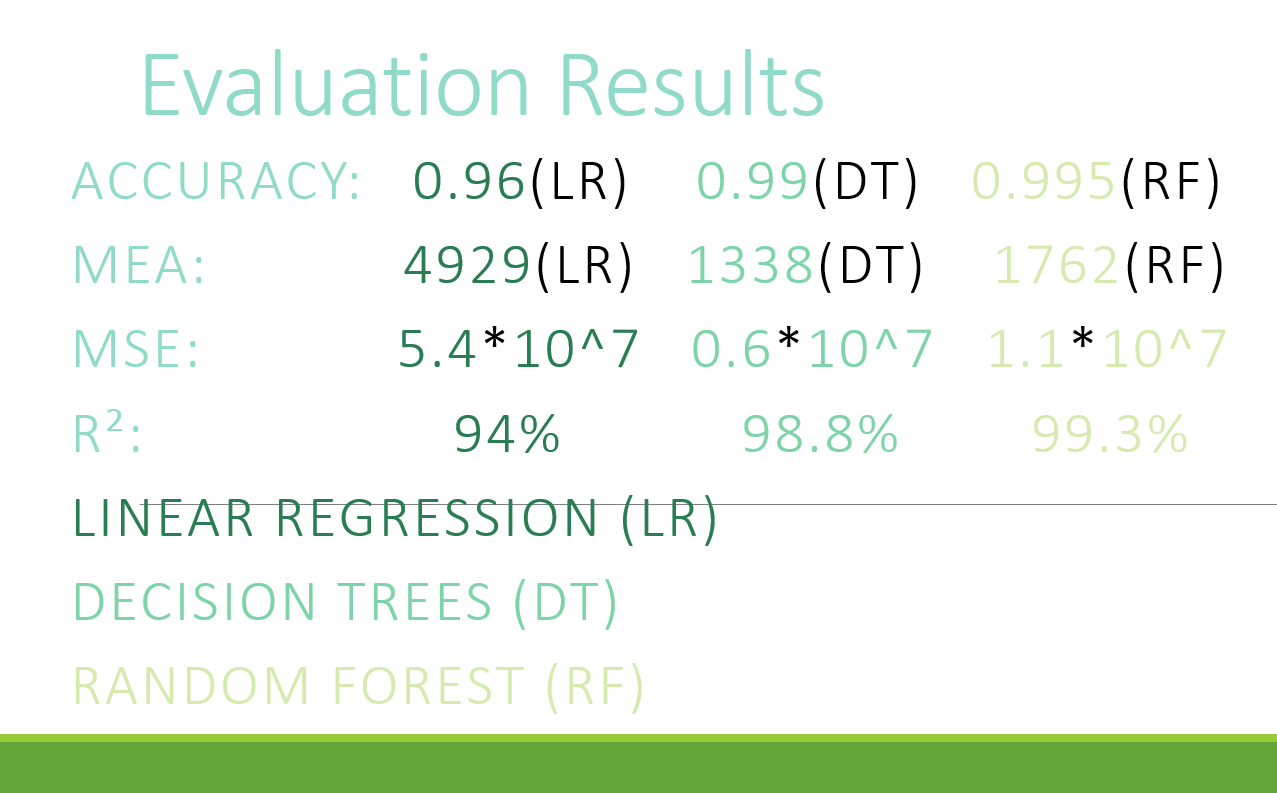 Evaluation Results
ACCURACY: 0.96(LR) 0.99(DT) 0.995(RF)
MEA: 4929(LR) 1338(DT) 1762(RF)
MSE: 5.4*10^7 0.6*10^7 1.1*10^7
R²: 94% 98.8% 99.3%
LINEAR REGRESSION (LR)
DECISION TREES (DT)
RANDOM FOREST (RF)